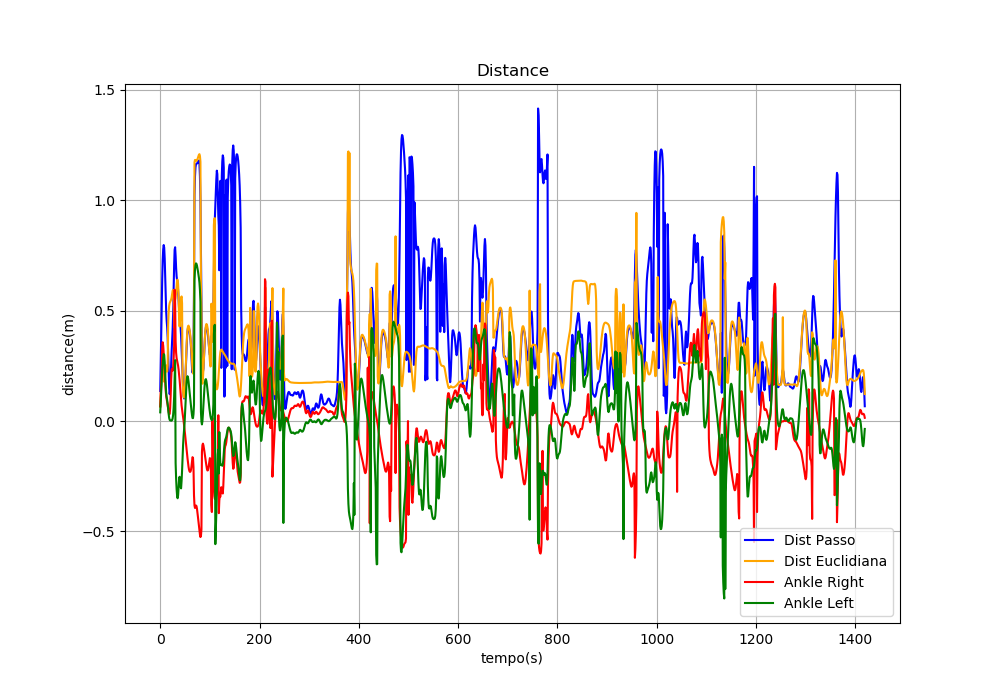 Distance
1.5
1.0
0.5
0.0
−0.5
distance(m)
0 200 400 600 800 1000 1200 1400
tempo(s)
Dist Passo
Dist Euclidiana
Ankle Right
Ankle Left